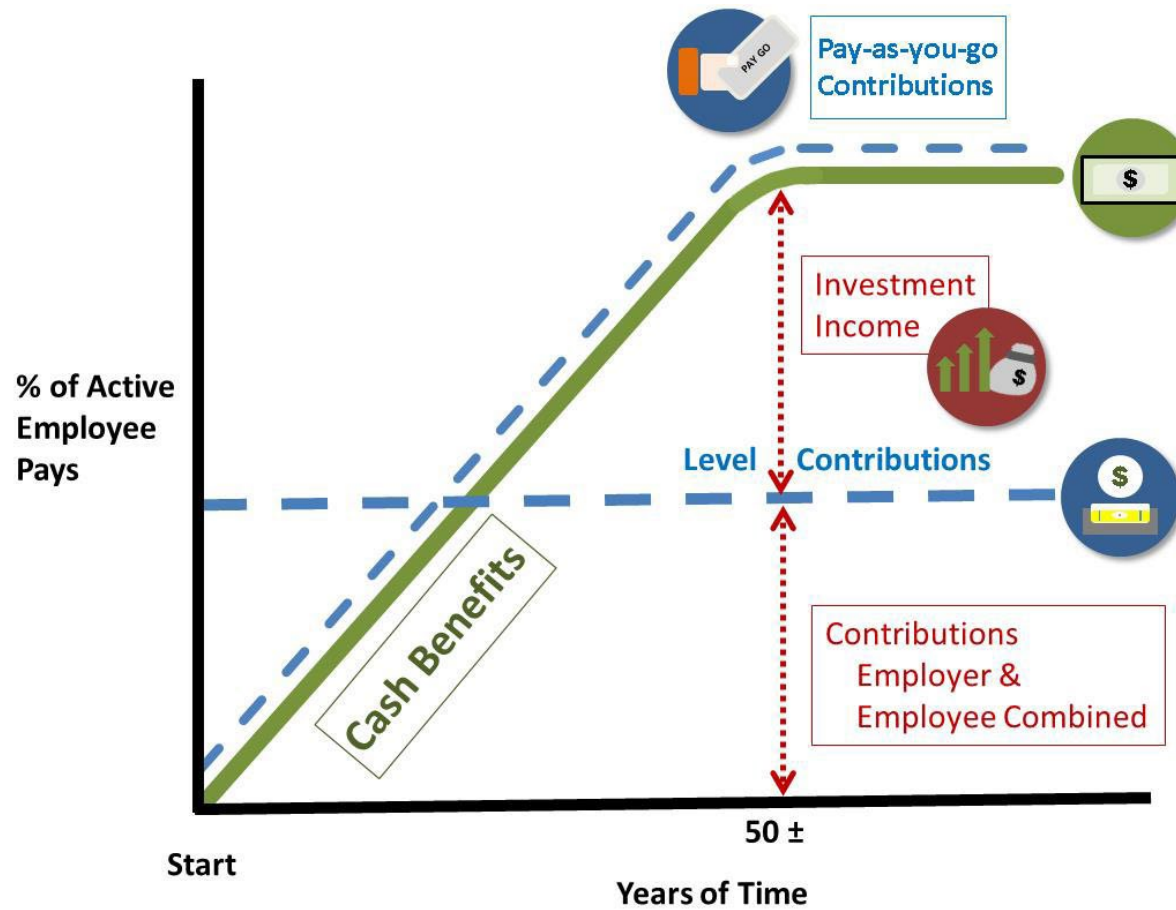 PAY GO
Pay-as-you-go
Contributions
$
Investment
Income
$
% of Active
Employee
Pays
Level Contributions
$
Cash Benefits
Contributions
Employer &
Employee Combined
50 ±
Start
Years of Time